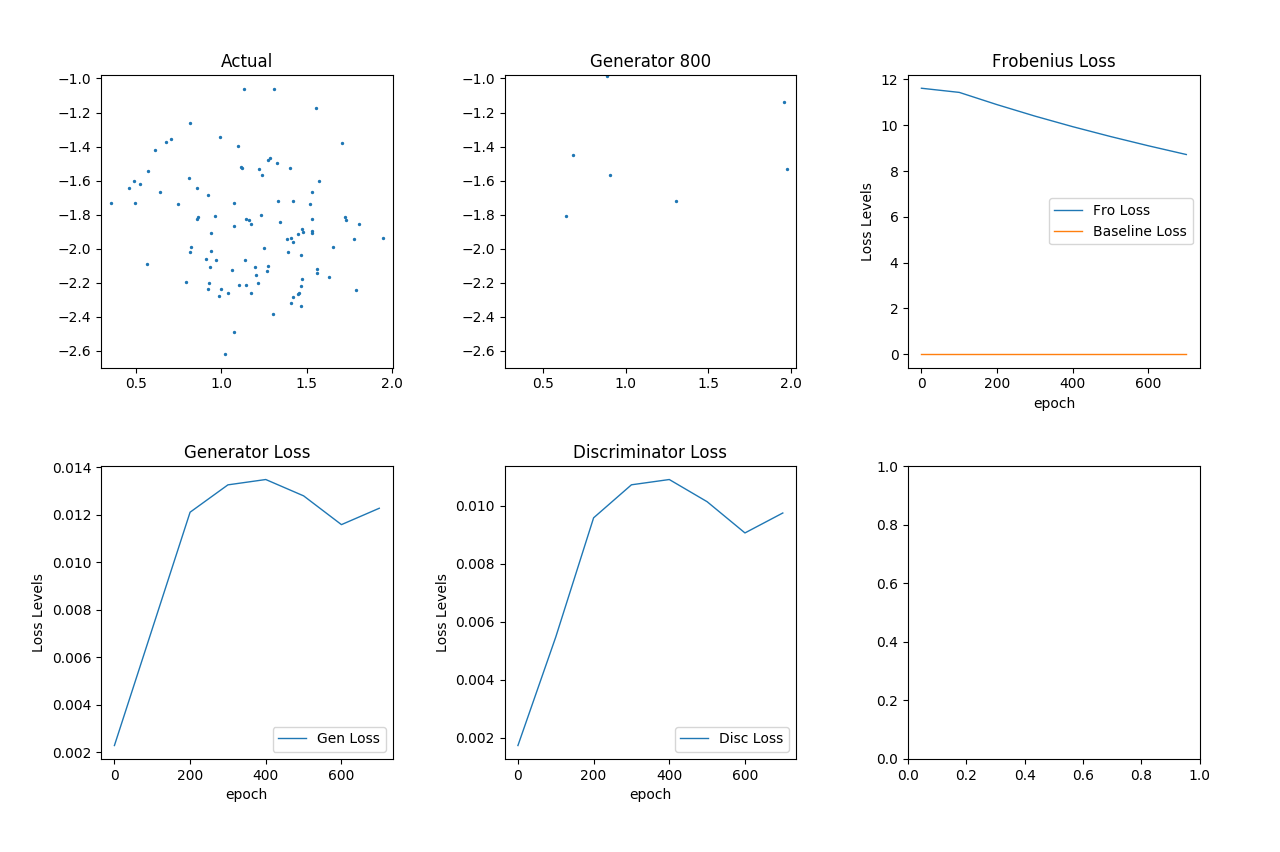 Actual
−1.0
−1.2
−1.4
−1.6
−1.8
−2.0
−2.2
−2.4
−2.6
0.5 1.0 1.5 2.0
Generator 800
−1.0
−1.2
−1.4
−1.6
−1.8
−2.0
−2.2
−2.4
−2.6
0.5 1.0 1.5 2.0
Frobenius Loss
Loss Levels
12
10
8
6
4
2
0
Fro Loss
Baseline Loss
0 200 400 600
epoch
Generator Loss
Loss Levels
0.014
0.012
0.010
0.008
0.006
0.004
0.002
Gen Loss
0 200 400 600
epoch
Discriminator Loss
Loss Levels
0.010
0.008
0.006
0.004
0.002
Disc Loss
0 200 400 600
epoch
1.0
0.8
0.6
0.4
0.2
0.0
0.0 0.2 0.4 0.6 0.8 1.0